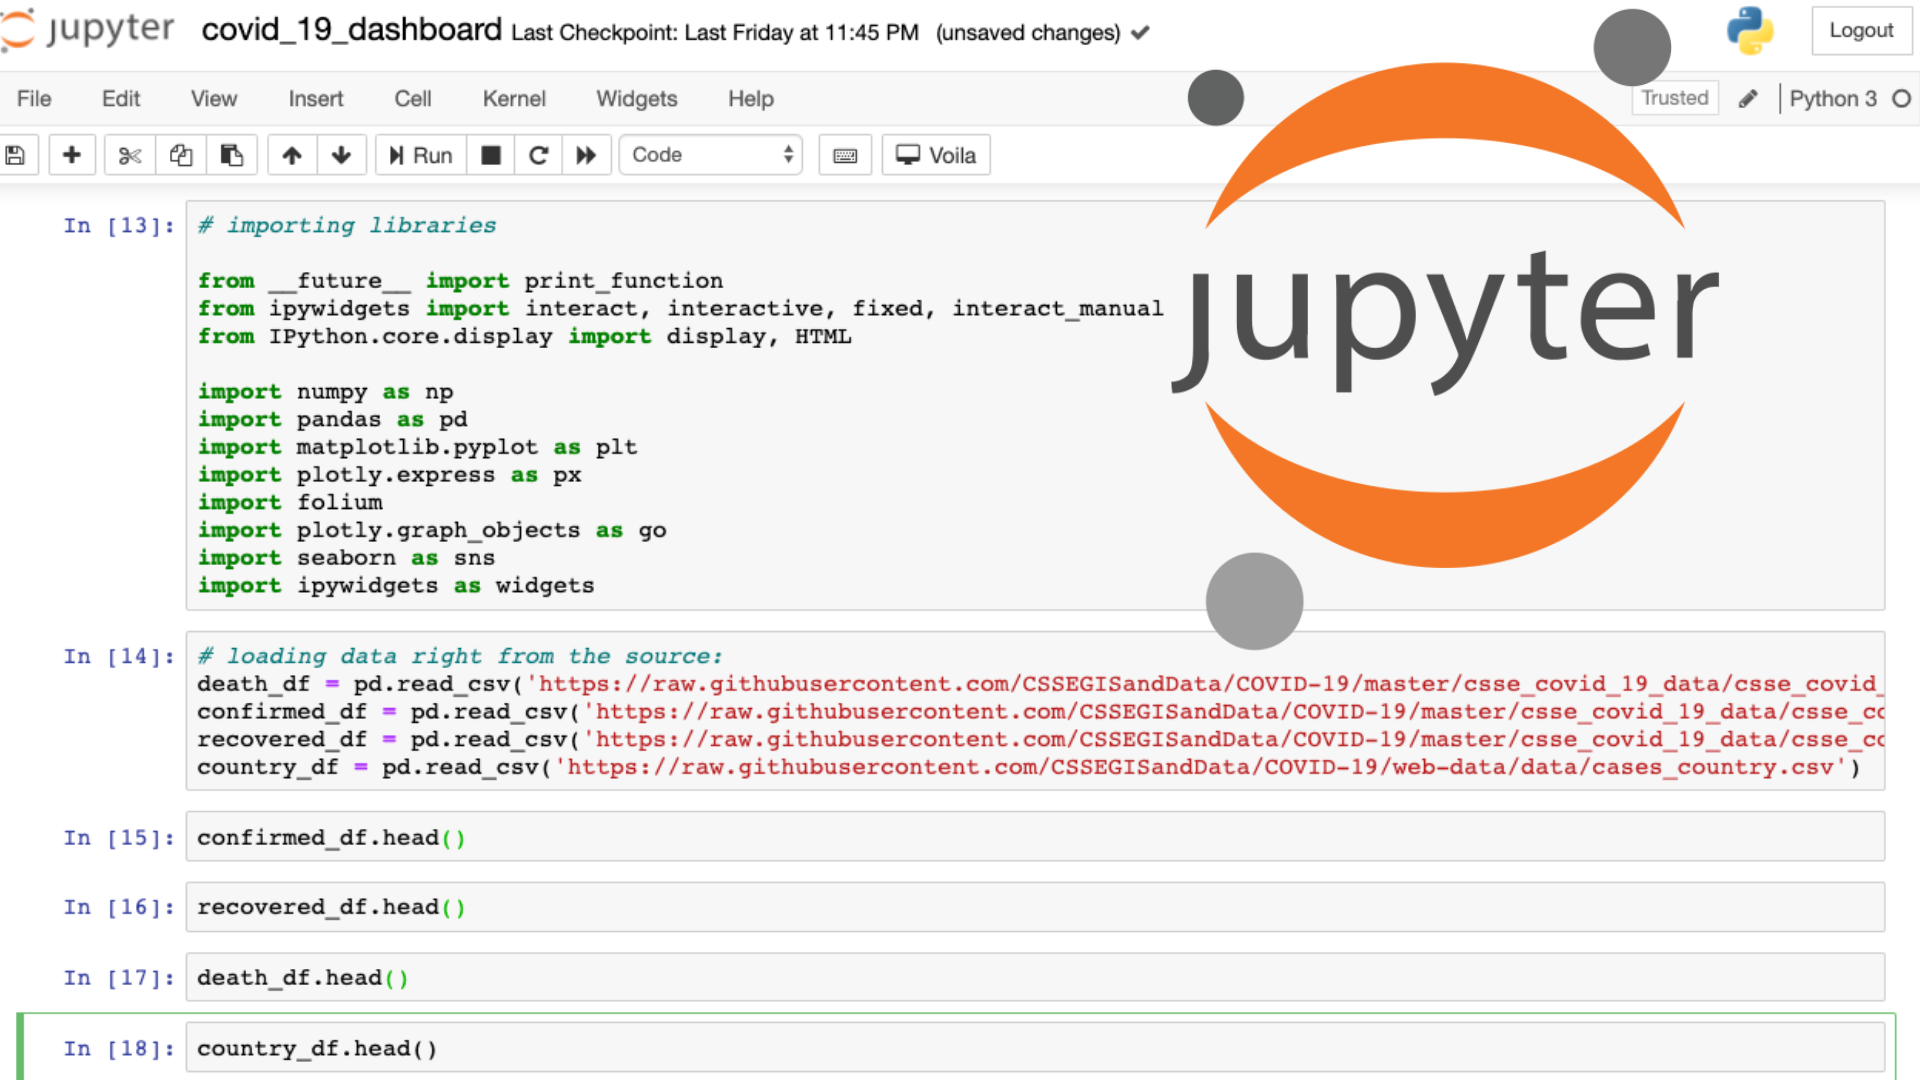 jupyter covid_19_dashboard Last Checkpoint: Last Friday at 11:45 PM (unsaved changes) Logout
File Edit View Insert Cell Kernel Widgets Help Trusted Python 3
Run Code Voila
jupyter
In [13]: # importing libraries
from __future__ import print_function
from ipywidgets import interact, interactive, fixed, interact_manual
from IPython.core.display import display, HTML
import numpy as np
import pandas as pd
import matplotlib.pyplot as plt
import plotly.express as px
import folium
import plotly.graph_objects as go
import seaborn as sns
import ipywidgets as widgets
In [14]: # loading data right from the source:
death_df = pd.read_csv('https://raw.githubusercontent.com/CSSEGISandData/COVID-19/master/csse_covid_19_data/csse_covid_
confirmed_df = pd.read_csv('https://raw.githubusercontent.com/CSSEGISandData/COVID-19/master/csse_covid_19_data/csse_co
recovered_df = pd.read_csv('https://raw.githubusercontent.com/CSSEGISandData/COVID-19/master/csse_covid_19_data/csse_co
country_df = pd.read_csv('https://raw.githubusercontent.com/CSSEGISandData/COVID-19/web-data/data/cases_country.csv')
In [15]: confirmed_df.head()
In [16]: recovered_df.head()
In [17]: death_df.head()
In [18]: country_df.head()